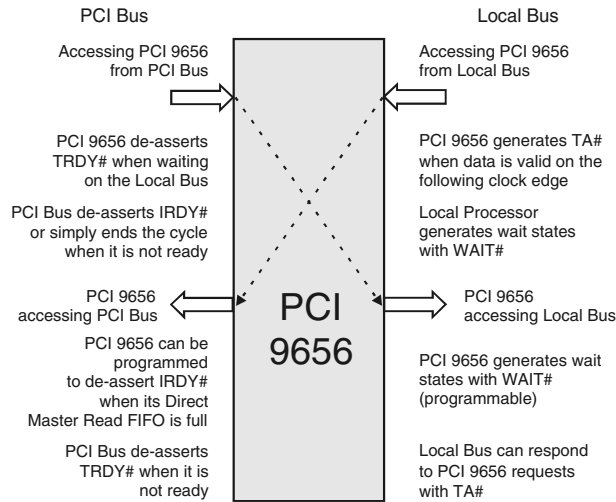 PCI Bus
Accessing PCI 9656
from PCI Bus
PCI 9656 de-asserts
TRDY# when waiting
on the Local Bus
PCI Bus de-asserts IRDY#
or simply ends the cycle
when it is not ready
PCI 9656
accessing PCI Bus
PCI 9656 can be
programmed
to de-assert IRDY#
when its Direct
Master Read FIFO is full
PCI Bus de-asserts
TRDY# when it is
not ready
PCI
9656
Local Bus
Accessing PCI 9656
from Local Bus
PCI 9656 generates TA#
when data is valid on the
following clock edge
Local Processor
generates wait states
with WAIT#
PCI 9656
accessing Local Bus
PCI 9656 generates wait
states with WAIT#
(programmable)
Local Bus can respond
to PCI 9656 requests
with TA#